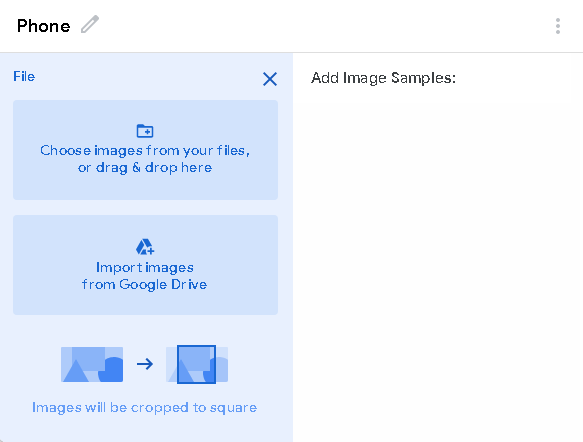 Phone
File
Add Image Samples:
Choose images from your files,
or drag & drop here
Import images
from Google Drive
Images will be cropped to square